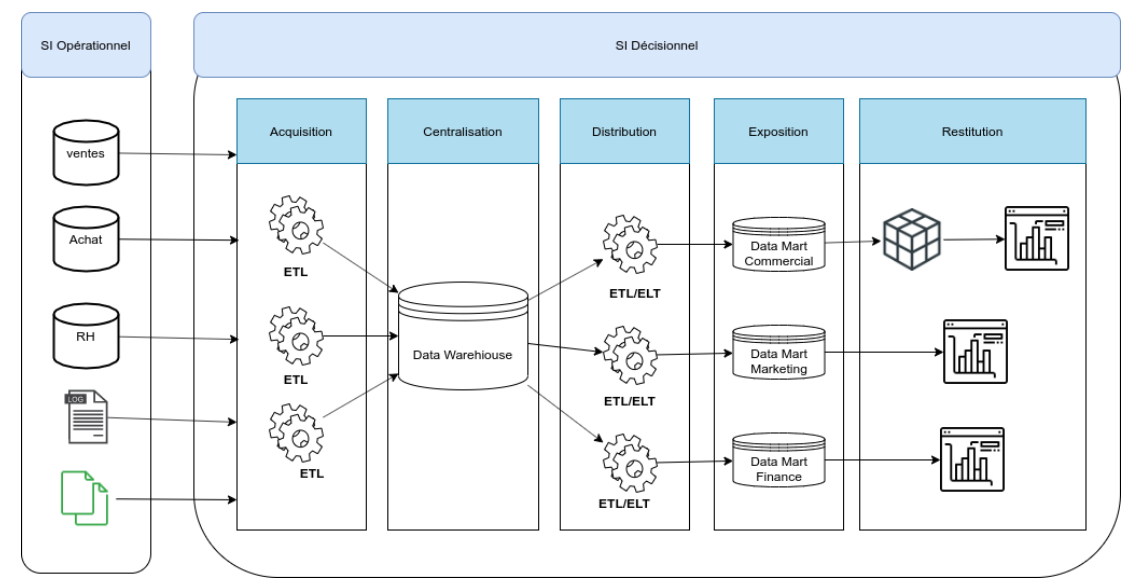 SI Opérationnel
SI Décisionnel
Acquisition
Centralisation
Distribution
Exposition
Restitution
ventes
Achat
RH
LOG
ETL
ETL
ETL
Data Warehiouse
ETL/ELT
ETL/ELT
ETL/ELT
Data Mart
Commercial
Data Mart
Marketing
Data Mart
Finance